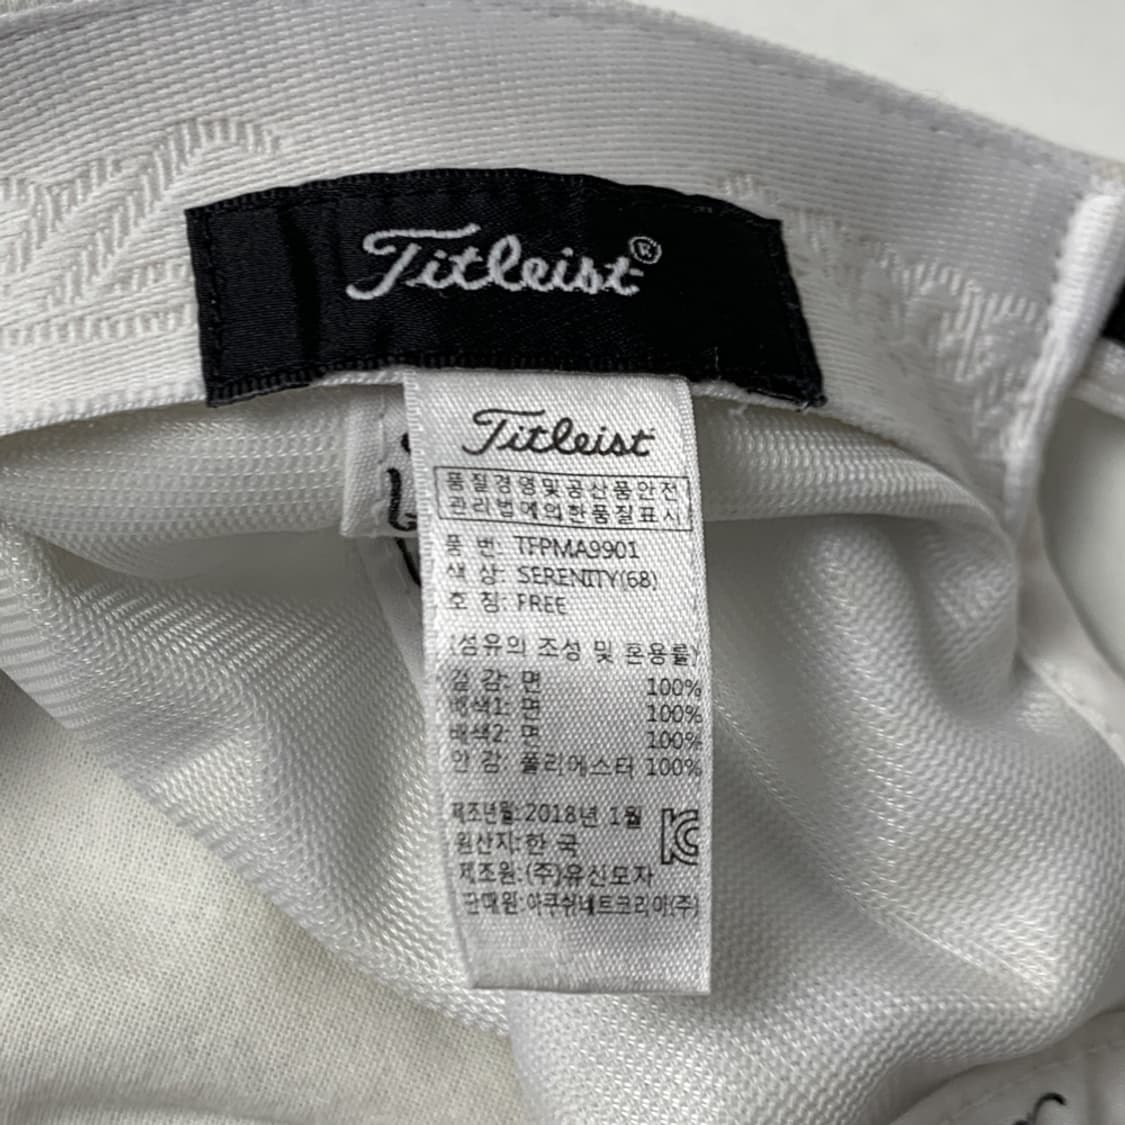 Titleist®
Titleist
품질경영및공산품안전
관리법에의한품질표시
품 번: TFPMA9901
색 상: SERENITY(68)
호 칭: FREE
(섬유의 조성 및 혼용률)
겉 감: 면 100%
배색1: 면 100%
배색2: 면 100%
안 감: 폴리에스터 100%
제조년월: 2018년 1월
원산지: 한 국
제조원: (주)유신모자
판매원: 아쿠쉬네트코리아(주)